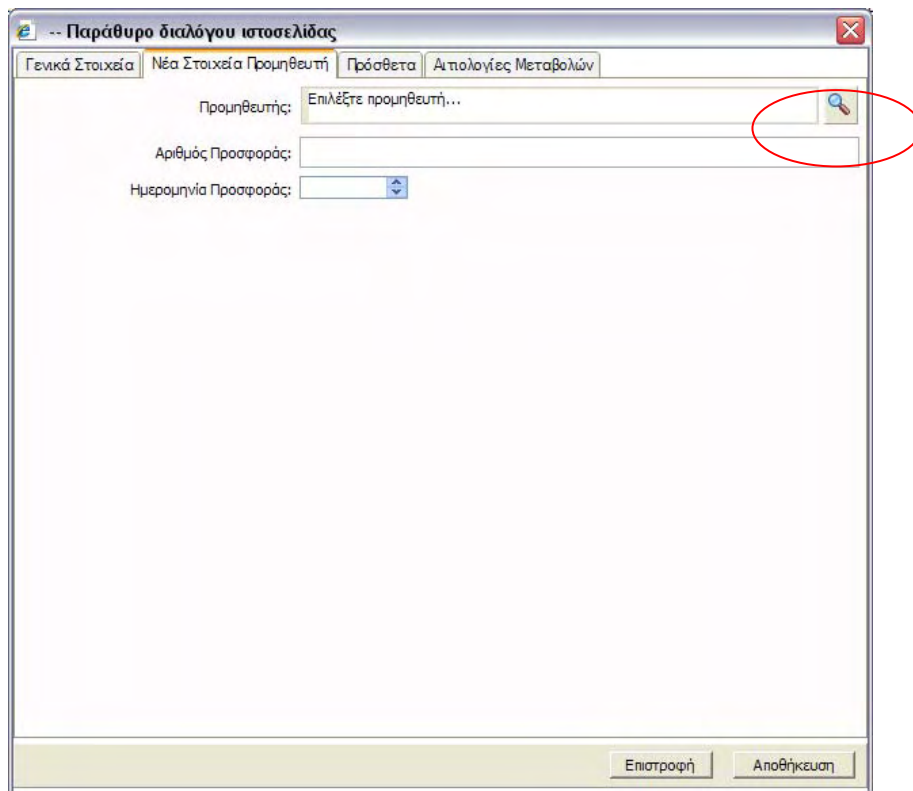 -- Παράθυρο διαλόγου ιστοσελίδας
Γενικά Στοιχεία Νέα Στοιχεία Προμηθευτή Πρόσθετα Αιτιολογίες Μεταβολών
Προμηθευτής: Επιλέξτε προμηθευτή...
Αριθμός Προσφοράς:
Ημερομηνία Προσφοράς:
Επιστροφή Αποθήκευση